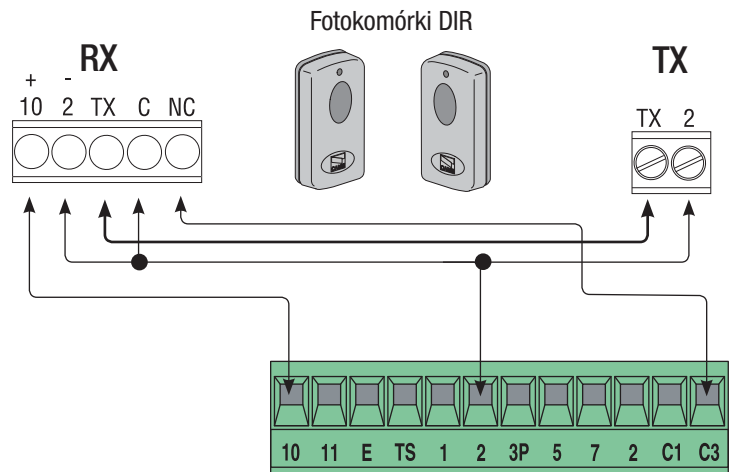 Fotokomórki DIR
RX
TX
+ -
10 2 TX C NC
TX 2
10 11 E TS 1 2 3P 5 7 2 C1 C3